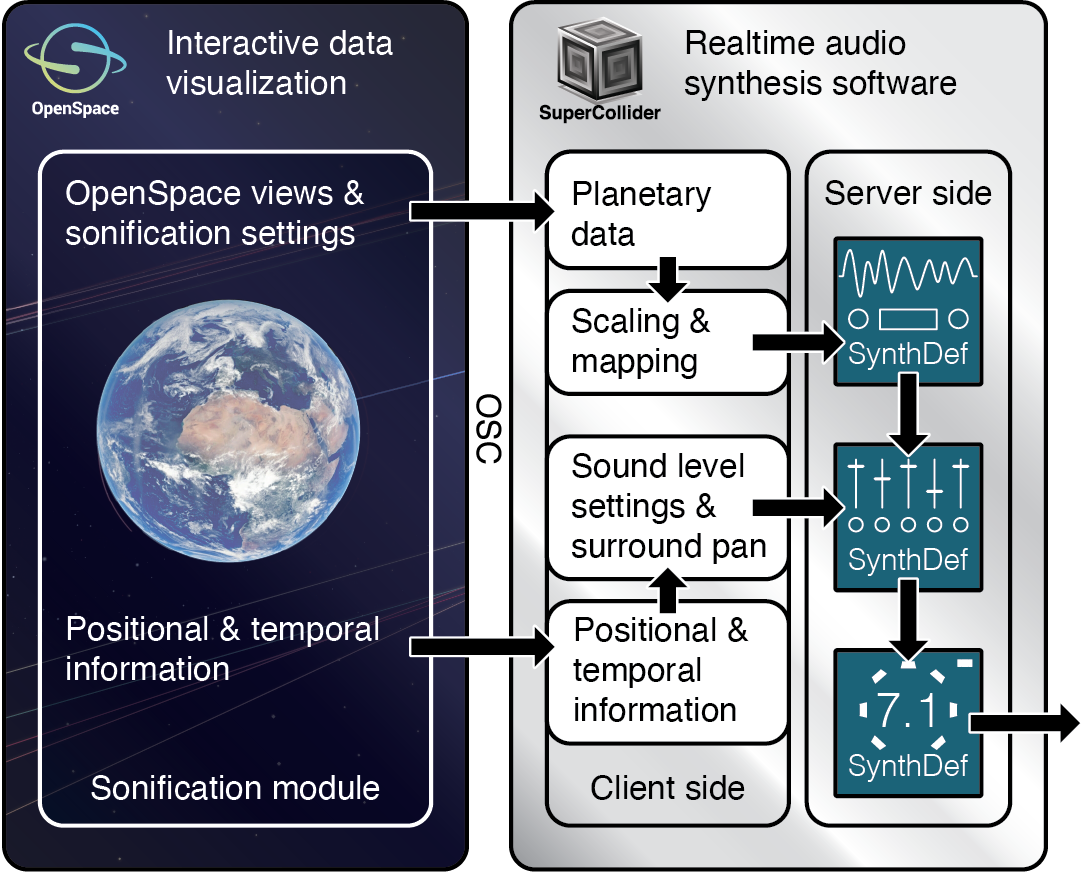 OpenSpace
Interactive data
visualization
OpenSpace views &
sonification settings
Positional & temporal
information
Sonification module
OSC
SuperCollider
Realtime audio
synthesis software
Planetary
data
Scaling &
mapping
Sound level
settings &
surround pan
Positional &
temporal
information
Client side
Server side
SynthDef
SynthDef
7.1
SynthDef